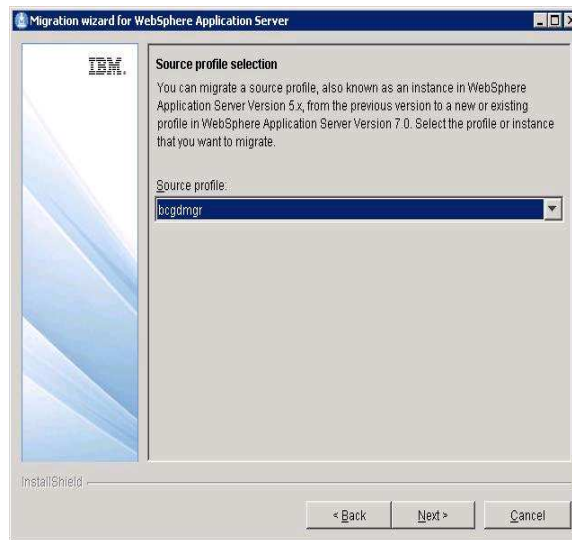 Migration wizard for WebSphere Application Server
IBM.
Source profile selection
You can migrate a source profile, also known as an instance in WebSphere
Application Server Version 5.x, from the previous version to a new or existing
profile in WebSphere Application Server Version 7.0. Select the profile or instance
that you want to migrate.
Source profile:
bcgdmgr
InstallShield
< Back
Next >
Cancel